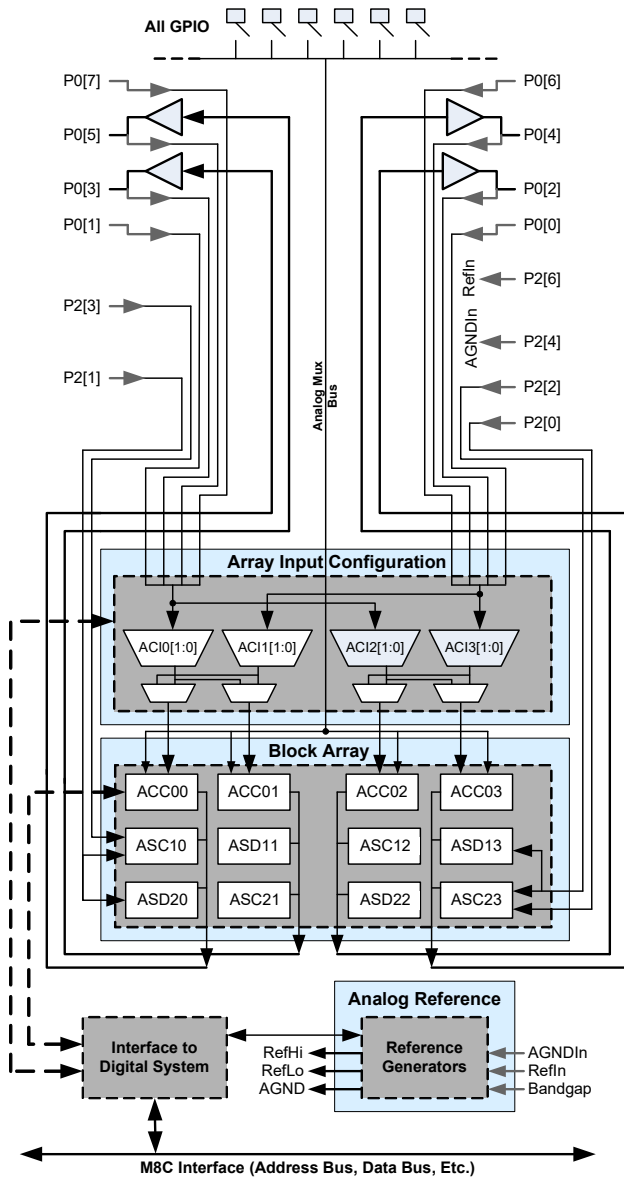 All GPIO
P0[7]
P0[6]
P0[5]
P0[4]
P0[3]
P0[2]
P0[1]
P0[0]
P2[6]
RefIn
P2[3]
P2[4]
AGNDIn
P2[1]
P2[2]
P2[0]
Analog Mux
Bus
Array Input Configuration
ACI0[1:0]
ACI1[1:0]
ACI2[1:0]
ACI3[1:0]
Block Array
ACC00
ACC01
ACC02
ACC03
ASC10
ASD11
ASC12
ASD13
ASD20
ASC21
ASD22
ASC23
Analog Reference
Interface to
Digital System
RefHi
RefLo
AGND
Reference
Generators
AGNDIn
RefIn
Bandgap
M8C Interface (Address Bus, Data Bus, Etc.)